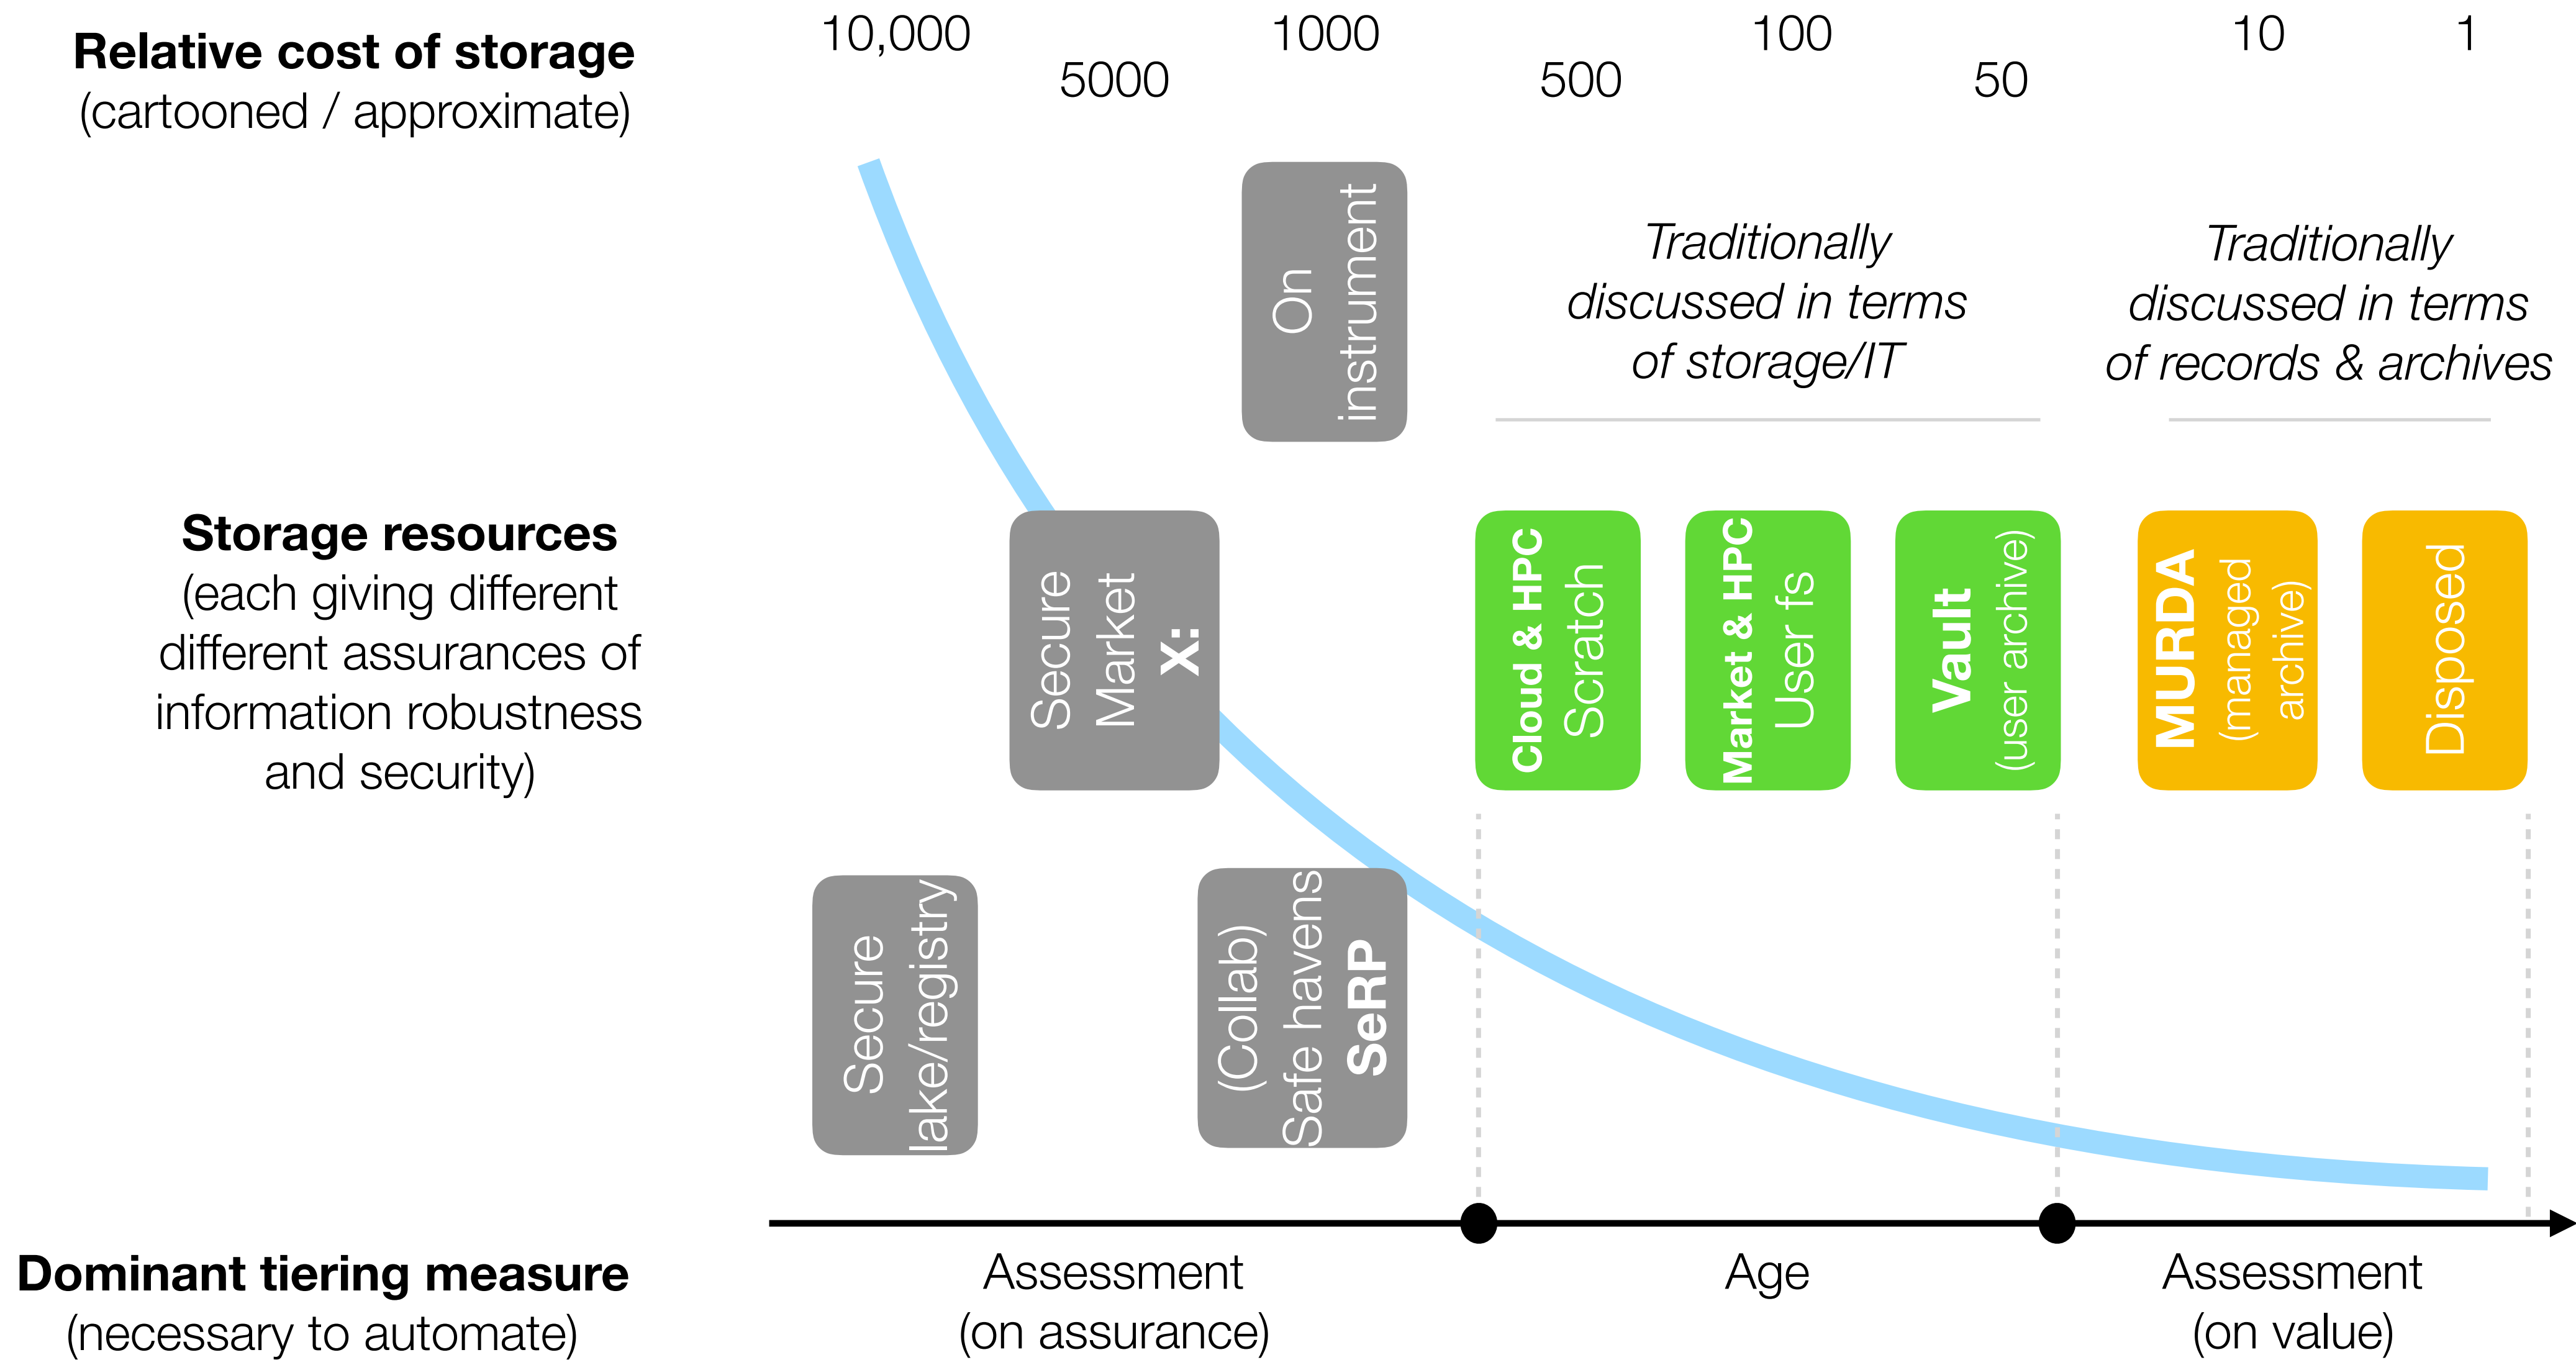 Relative cost of storage
(cartooned / approximate)
10,000
5000
1000
500
100
50
10
1
On
instrument
Traditionally
discussed in terms
of storage/IT
Traditionally
discussed in terms
of records & archives
Storage resources
(each giving different
different assurances of
information robustness
and security)
Secure
Market
X:
Cloud & HPC
Scratch
Market & HPC
User fs
Vault
(user archive)
MURDA
(managed
archive)
Disposed
Secure
lake/registry
(Collab)
Safe havens
SeRP
Dominant tiering measure
(necessary to automate)
Assessment
(on assurance)
Age
Assessment
(on value)